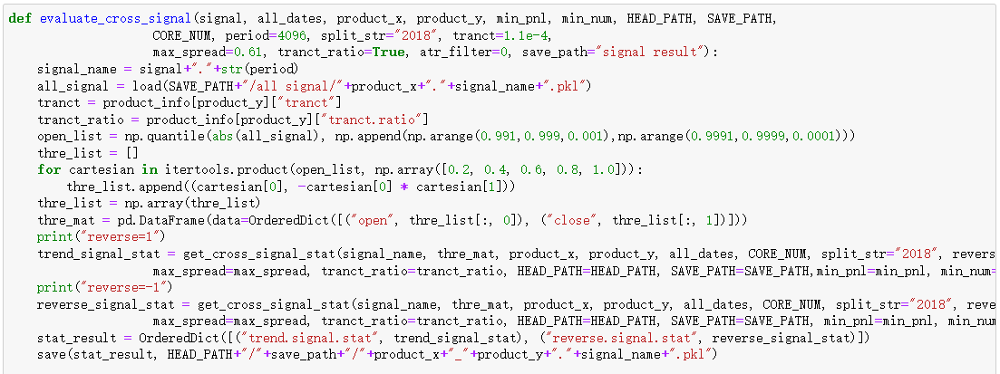 def evaluate_cross_signal(signal, all_dates, product_x, product_y, min_pnl, min_num, HEAD_PATH, SAVE_PATH,
                CORE_NUM, period=4096, split_str="2018", tranct=1.1e-4,
                max_spread=0.61, tranct_ratio=True, atr_filter=0, save_path="signal result"):
    signal_name = signal+"."+str(period)
    all_signal = load(SAVE_PATH+"/all signal/"+product_x+"."+signal_name+".pkl")
    tranct = product_info[product_y]["tranct"]
    tranct_ratio = product_info[product_y]["tranct.ratio"]
    open_list = np.quantile(abs(all_signal), np.append(np.arange(0.991,0.999,0.001),np.arange(0.9991,0.9999,0.0001)))
    thre_list = []
    for cartesian in itertools.product(open_list, np.array([0.2, 0.4, 0.6, 0.8, 1.0])):
        thre_list.append((cartesian[0], -cartesian[0] * cartesian[1]))
    thre_list = np.array(thre_list)
    thre_mat = pd.DataFrame(data=OrderedDict([("open", thre_list[:, 0]), ("close", thre_list[:, 1])]))
    print("reverse=1")
    trend_signal_stat = get_cross_signal_stat(signal_name, thre_mat, product_x, product_y, all_dates, CORE_NUM, split_str="2018", revers
                max_spread=max_spread, tranct_ratio=tranct_ratio, HEAD_PATH=HEAD_PATH, SAVE_PATH=SAVE_PATH,min_pnl=min_pnl, min_num=
    print("reverse=-1")
    reverse_signal_stat = get_cross_signal_stat(signal_name, thre_mat, product_x, product_y, all_dates, CORE_NUM, split_str="2018", reve
                max_spread=max_spread, tranct_ratio=tranct_ratio, HEAD_PATH=HEAD_PATH, SAVE_PATH=SAVE_PATH, min_pnl=min_pnl, min_num
    stat_result = OrderedDict([("trend.signal.stat", trend_signal_stat), ("reverse.signal.stat", reverse_signal_stat)])
    save(stat_result, HEAD_PATH+"/"+save_path+"/"+product_x+"_"+product_y+"."+signal_name+".pkl")